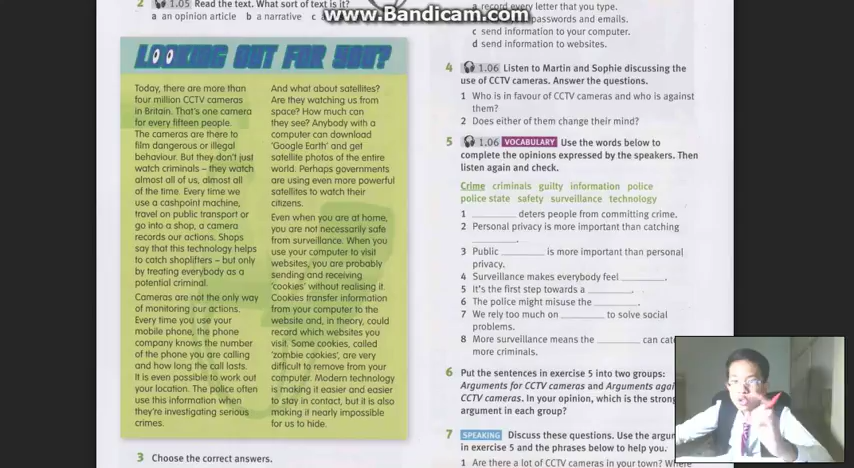 www.Bandicam.com
2 1.05 Read the text. What sort of text is it?
a an opinion article b a narrative c
LOOKING OUT FOR YOU?
Today, there are more than
four million CCTV cameras
in Britain. That's one camera
for every fifteen people.
The cameras are there to
film dangerous or illegal
behaviour. But they don't just
watch criminals – they watch
almost all of us, almost all
of the time. Every time we
use a cashpoint machine,
travel on public transport or
go into a shop, a camera
records our actions. Shops
say that this technology helps
to catch shoplifters – but only
by treating everybody as a
potential criminal.
Cameras are not the only way
of monitoring our actions.
Every time you use your
mobile phone, the phone
company knows the number
of the phone you are calling
and how long the call lasts.
It is even possible to work out
your location. The police often
use this information when
they're investigating serious
crimes.
And what about satellites?
Are they watching us from
space? How much can
they see? Anybody with a
computer can download
'Google Earth' and get
satellite photos of the entire
world. Perhaps governments
are using even more powerful
satellites to watch their
citizens.
Even when you are at home,
you are not necessarily safe
from surveillance. When you
use your computer to visit
websites, you are probably
sending and receiving
'cookies' without realising it.
Cookies transfer information
from your computer to the
website and, in theory, could
record which websites you
visit. Some cookies, called
'zombie cookies', are very
difficult to remove from your
computer. Modern technology
is making it easier and easier
to stay in contact, but it is also
making it nearly impossible
for us to hide.
3 Choose the correct answers.
a record every letter that you type.
passwords and emails.
c send information to your computer.
d send information to websites.
4 1.06 Listen to Martin and Sophie discussing the
use of CCTV cameras. Answer the questions.
1 Who is in favour of CCTV cameras and who is against
them?
2 Does either of them change their mind?
5 1.06 VOCABULARY Use the words below to
complete the opinions expressed by the speakers. Then
listen again and check.
Crime criminals guilty information police
police state safety surveillance technology
1 ________ deters people from committing crime.
2 Personal privacy is more important than catching
________.
3 Public ________ is more important than personal
privacy.
4 Surveillance makes everybody feel ________.
5 It's the first step towards a ________.
6 The police might misuse the ________.
7 We rely too much on ________ to solve social
problems.
8 More surveillance means the ________ can
more criminals.
6 Put the sentences in exercise 5 into two groups:
Arguments for CCTV cameras and Arguments
CCTV cameras. In your opinion, which is the
argument in each group?
7 SPEAKING Discuss these questions. Use the
in exercise 5 and the phrases below to help you.
1 Are there a lot of CCTV cameras in your town?